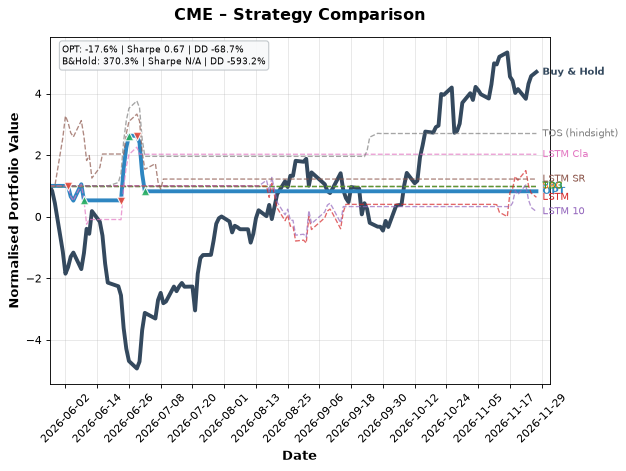 CME – Strategy Comparison
OPT: -17.6% | Sharpe 0.67 | DD -68.7%
B&Hold: 370.3% | Sharpe N/A | DD -593.2%
Normalised Portfolio Value
4
2
0
−2
−4
Buy & Hold
TOS (hindsight)
LSTM Cla
LSTM SR
OPT
LSTM
LSTM 10
2026-06-02
2026-06-14
2026-06-26
2026-07-08
2026-07-20
2026-08-01
2026-08-13
2026-08-25
2026-09-06
2026-09-18
2026-09-30
2026-10-12
2026-10-24
2026-11-05
2026-11-17
2026-11-29
Date